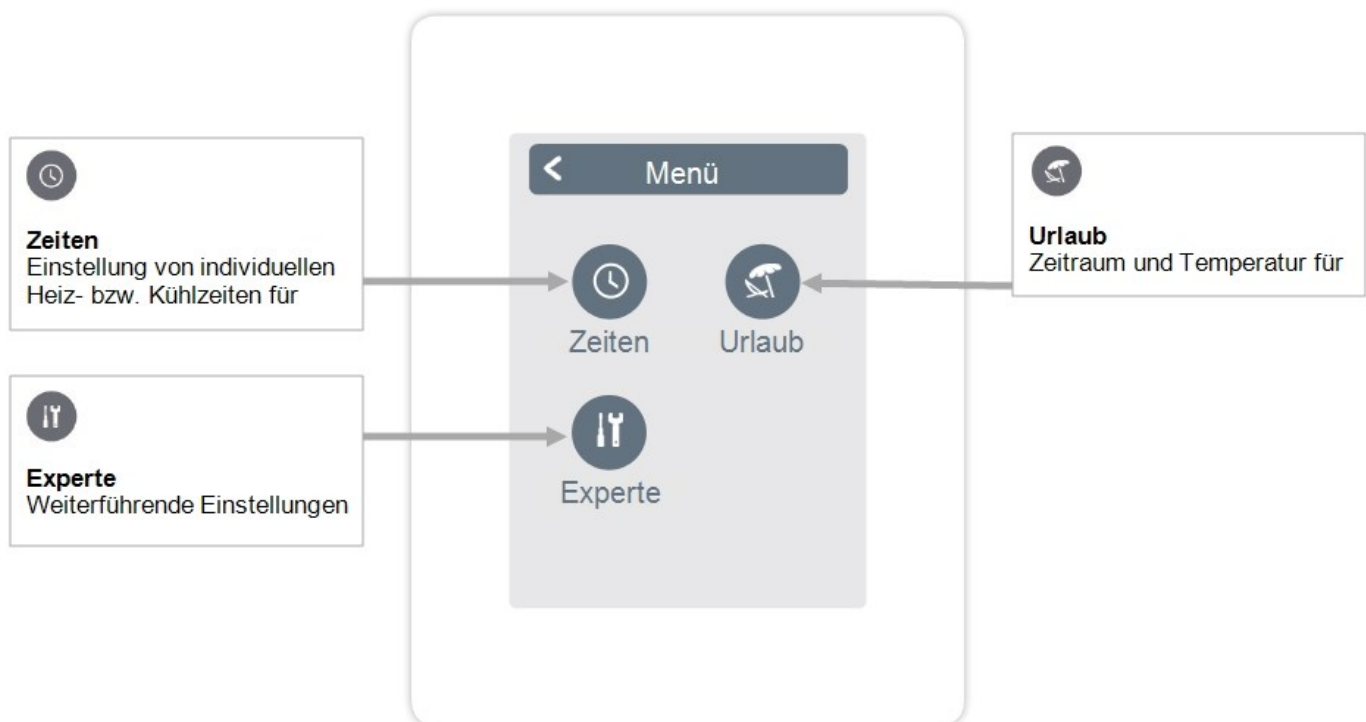 Zeiten
Einstellung von individuellen
Heiz- bzw. Kühlzeiten für
Experte
Weiterführende Einstellungen
Menü
Zeiten
Urlaub
Experte
Urlaub
Zeitraum und Temperatur für